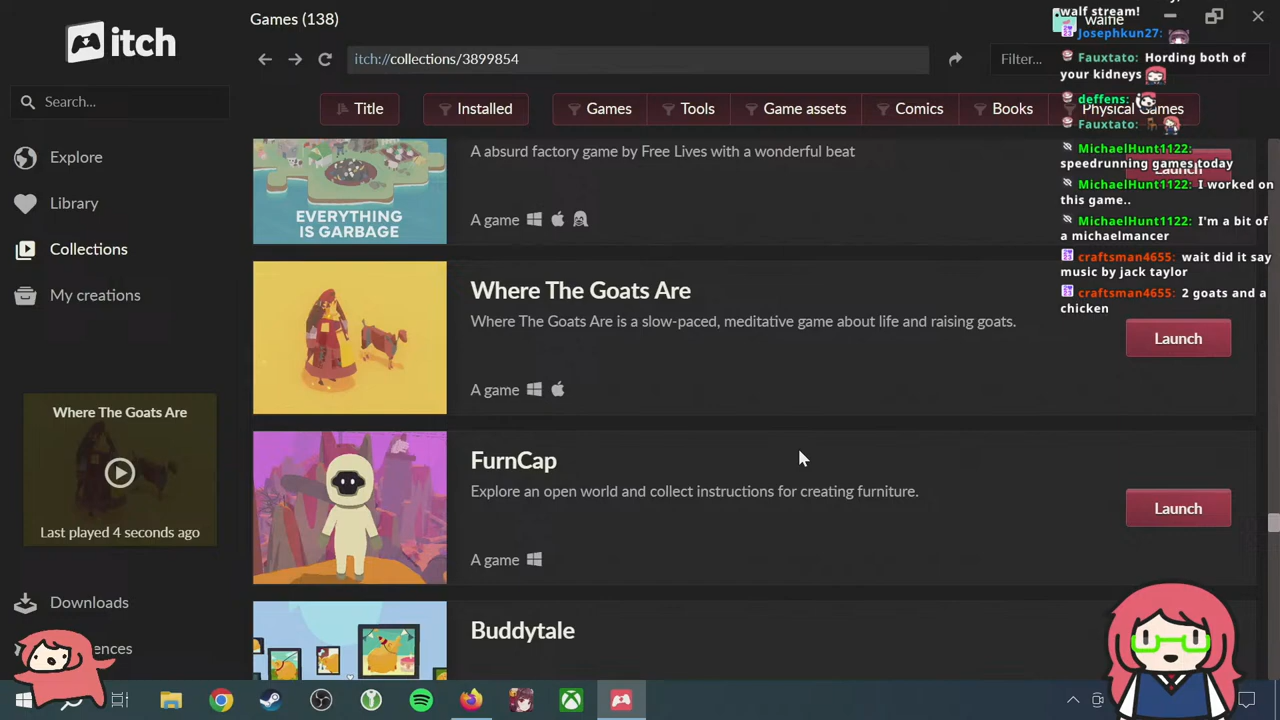 itch
Games (138)
waffle
walf stream!
Josephkun27:
itch://collections/3899854
Filter...
Fauxtato: Hording both of
your kidneys
Search...
Title
Installed
Games
Tools
Game assets
Comics
Books
Physical Games
deffens:
Fauxtato:
Explore
Library
Collections
My creations
A absurd factory game by Free Lives with a wonderful beat
EVERYTHING
IS GARBAGE
A game
Launch
MichaelHunt1122:
speedrunning games today
MichaelHunt1122: I worked on
this game..
MichaelHunt1122: I'm a bit of
a michaelmancer
craftsman4655: wait did it say
music by jack taylor
craftsman4655: 2 goats and a
chicken
Where The Goats Are
Where The Goats Are is a slow-paced, meditative game about life and raising goats.
Launch
A game
Where The Goats Are
Last played 4 seconds ago
FurnCap
Explore an open world and collect instructions for creating furniture.
Launch
A game
Downloads
Buddytale